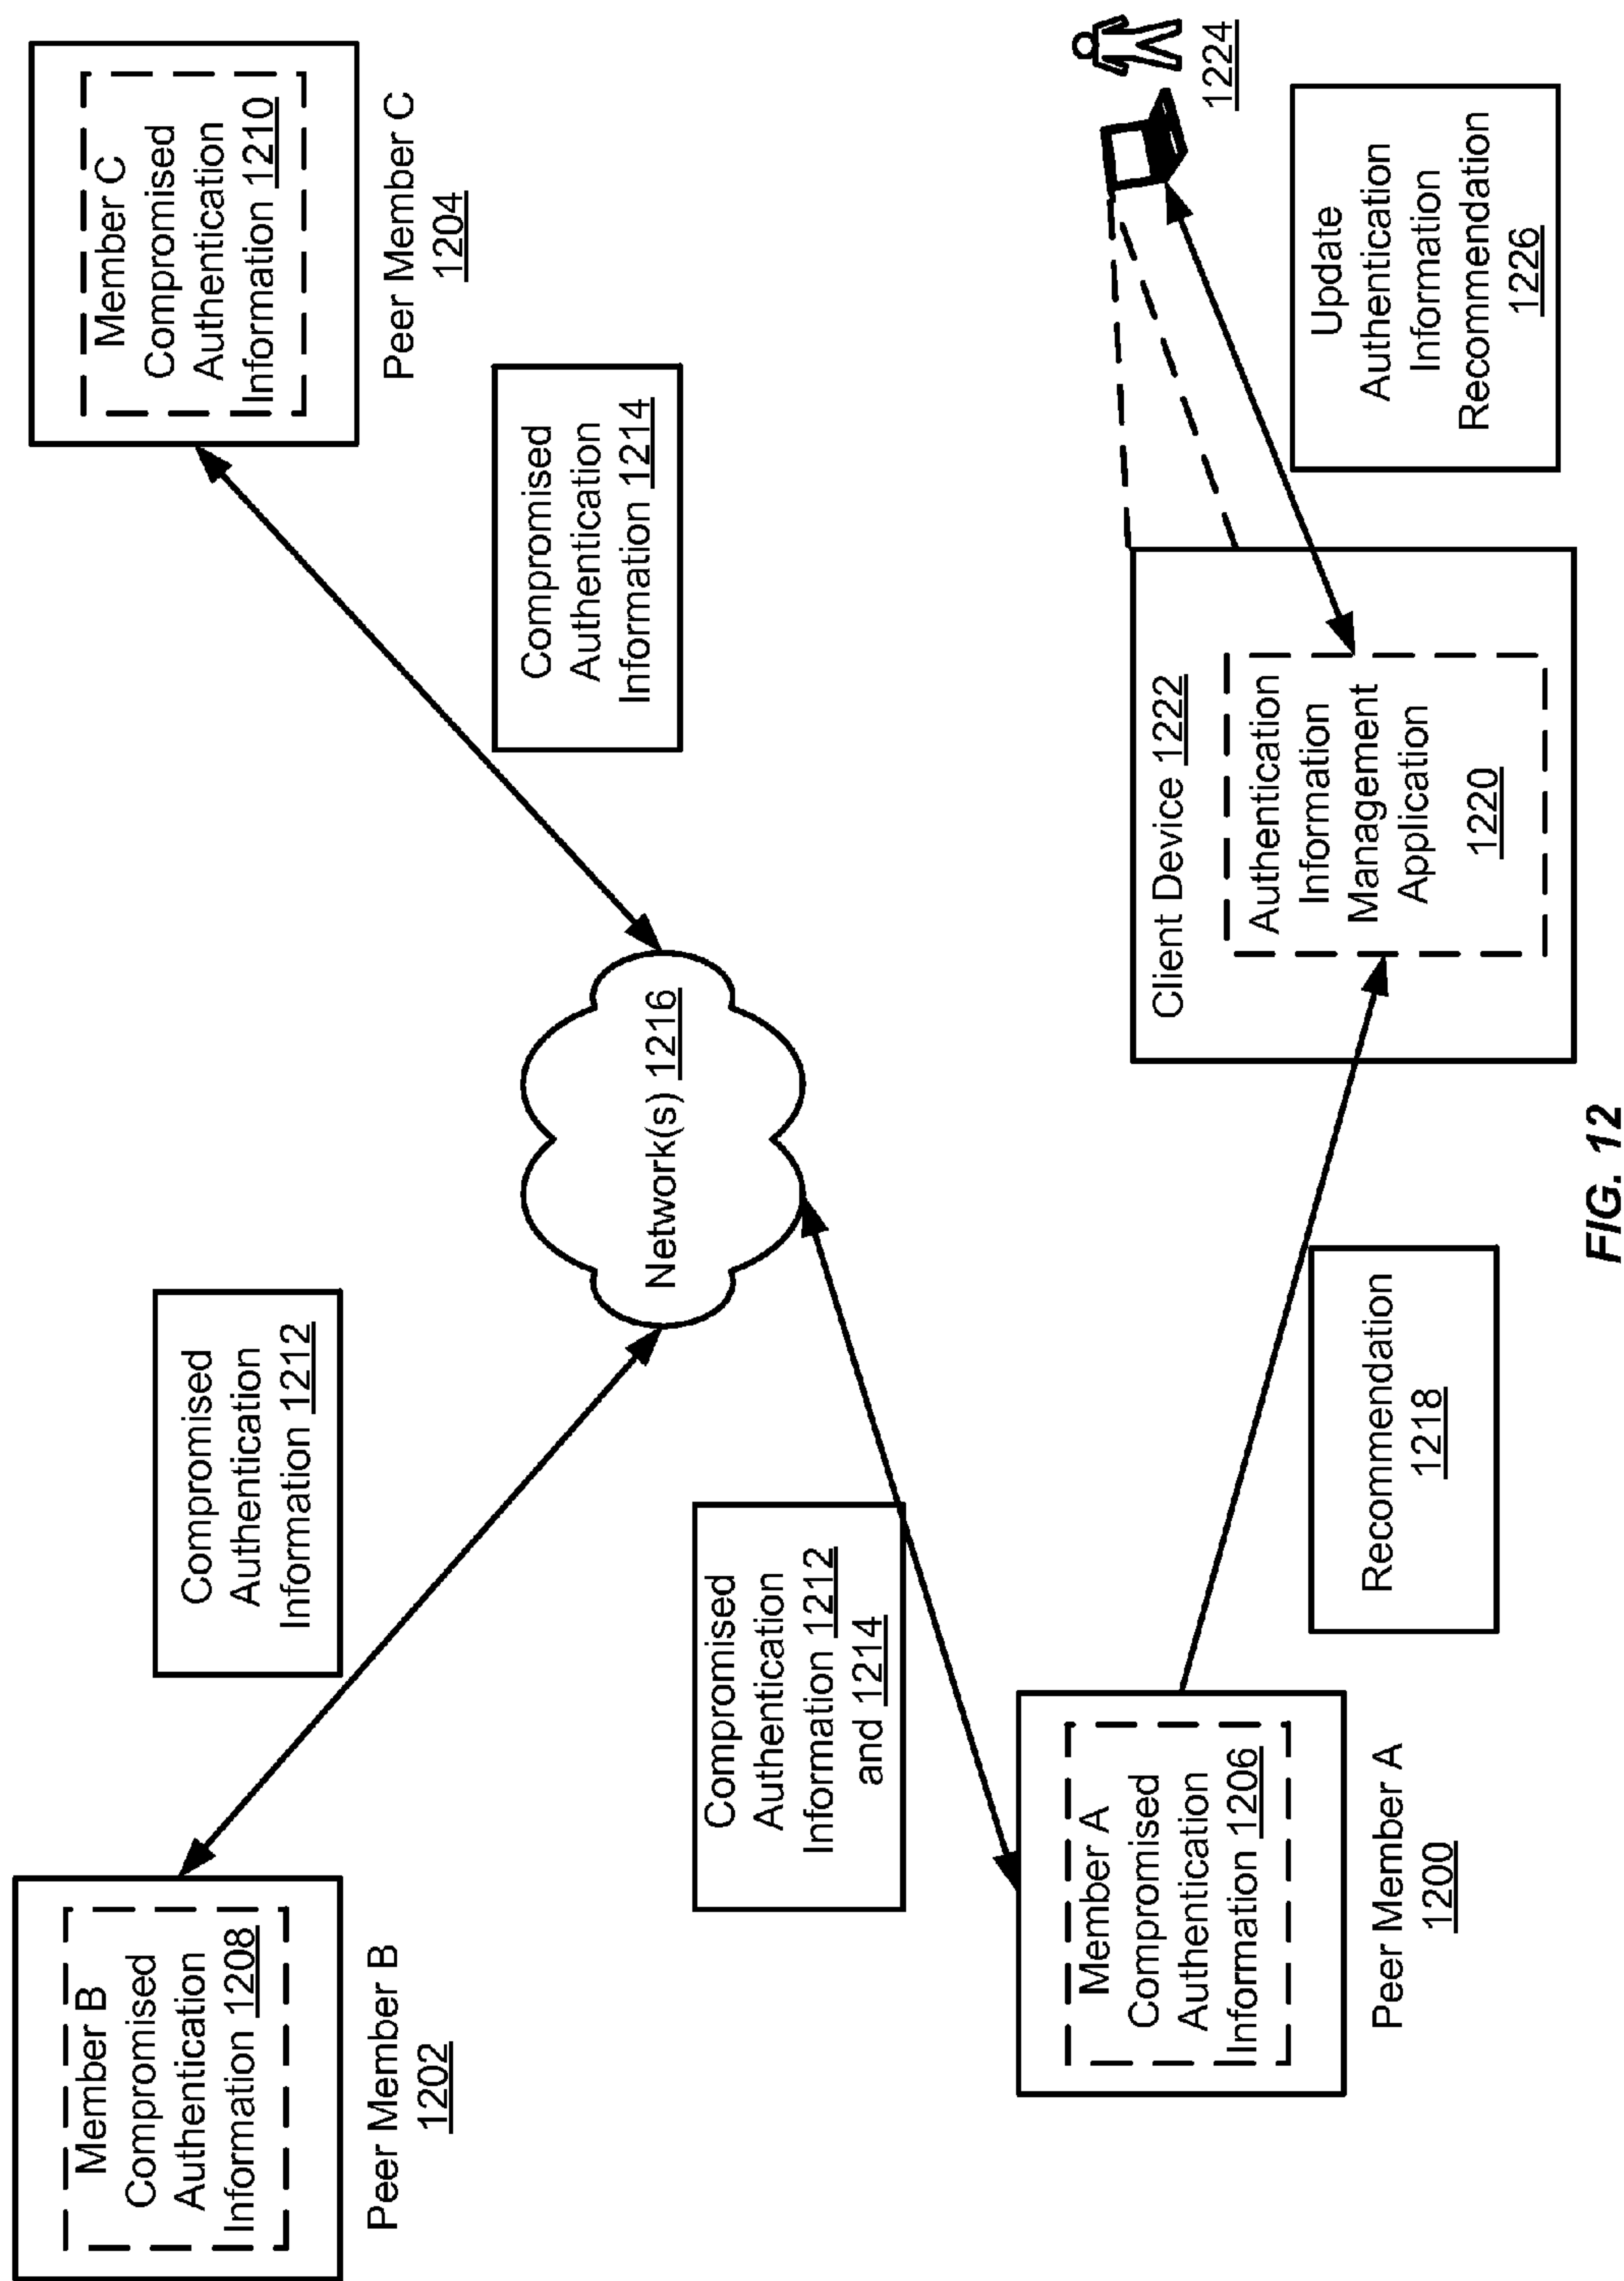 Member B
Compromised
Authentication
Information 1208
Peer Member B
1202
Compromised
Authentication
Information 1212
Member C
Compromised
Authentication
Information 1210
Peer Member C
1204
Compromised
Authentication
Information 1214
Network(s) 1216
Compromised
Authentication
Information 1212
and 1214
Member A
Compromised
Authentication
Information 1206
Peer Member A
1200
Recommendation
1218
Client Device 1222
Authentication
Information
Management
Application
1220
1224
Update
Authentication
Information
Recommendation
1226
FIG. 12